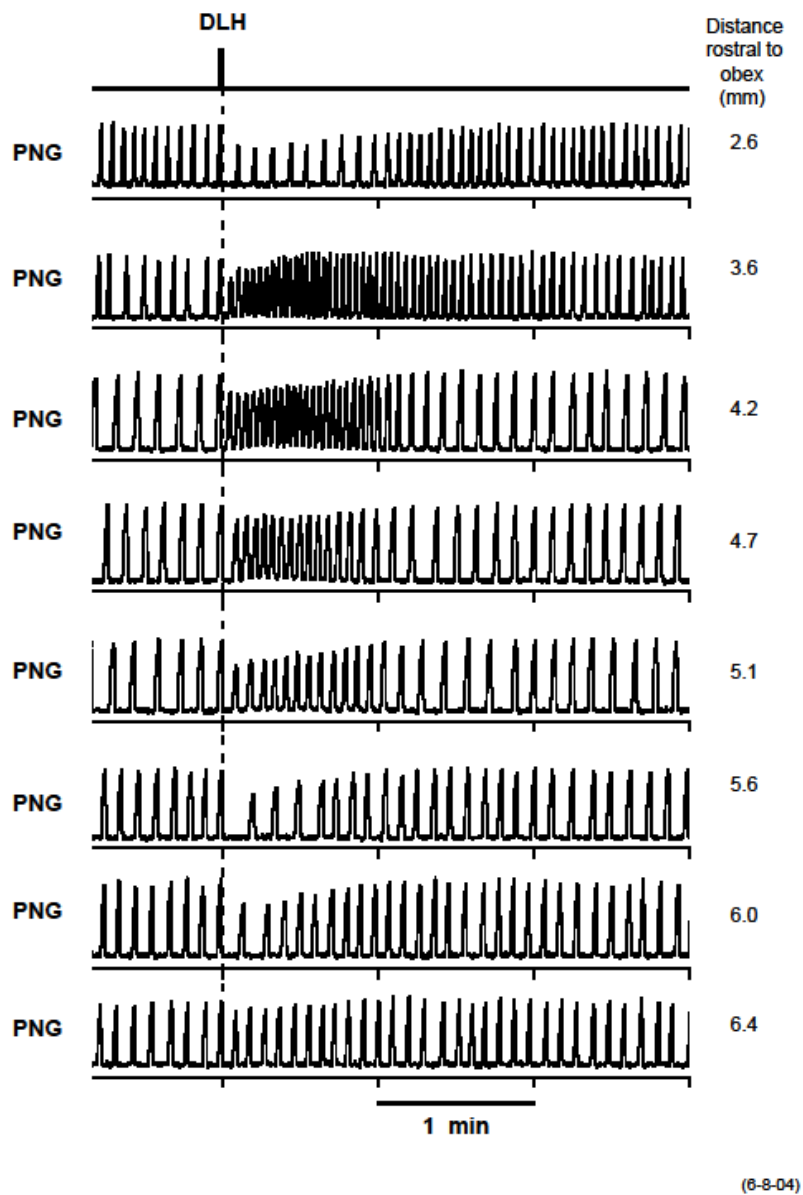 DLH
Distance
rostral to
obex
(mm)
PNG
2.6
PNG
3.6
PNG
4.2
PNG
4.7
PNG
5.1
PNG
5.6
PNG
6.0
PNG
6.4
1 min
(6-8-04)